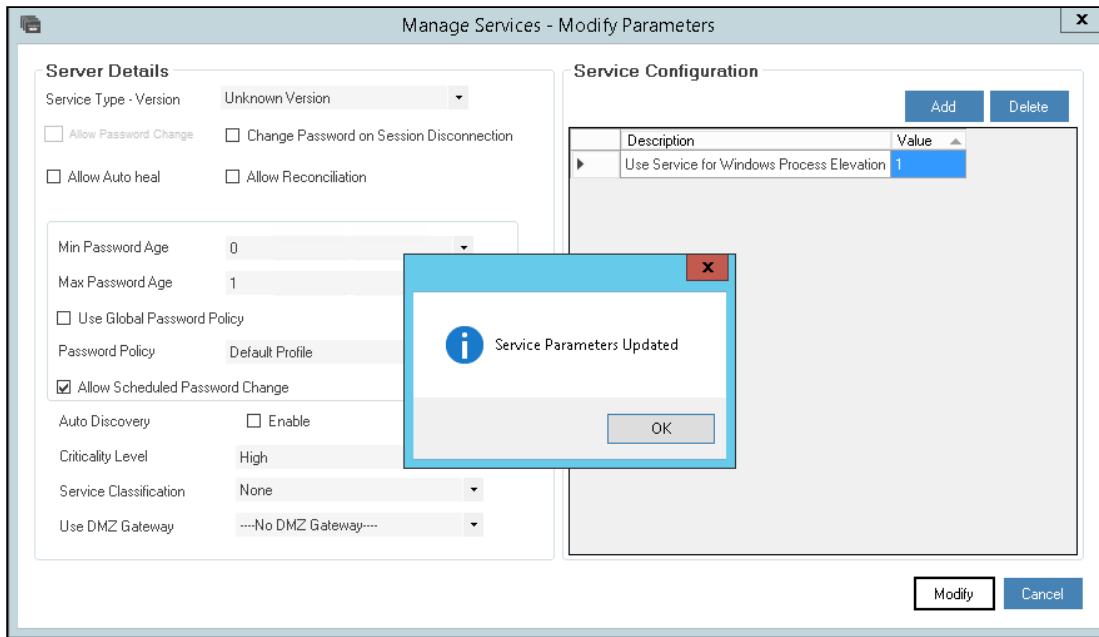 Manage Services - Modify Parameters
x
Server Details
Service Type - Version Unknown Version
Allow Password Change Change Password on Session Disconnection
Allow Auto heal Allow Reconciliation
Min Password Age 0
Max Password Age 1
Use Global Password Policy
Password Policy Default Profile
Allow Scheduled Password Change
Auto Discovery Enable
Criticality Level High
Service Classification None
Use DMZ Gateway ----No DMZ Gateway----
Service Configuration
Add Delete
Description Value
Use Service for Windows Process Elevation 1
x
Service Parameters Updated
OK
Modify Cancel